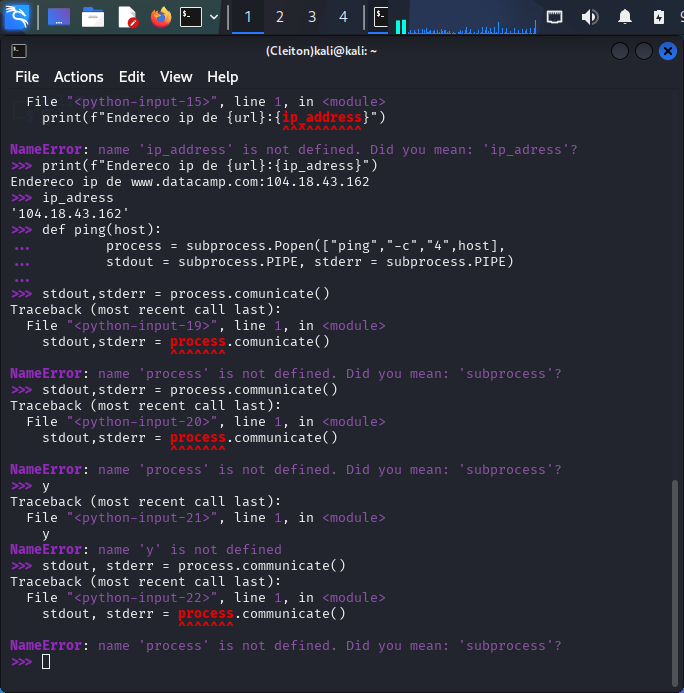 1 2 3 4
(Cleiton)kali@kali: ~
File Actions Edit View Help
File "<python-input-15>", line 1, in <module>
print(f"Endereco ip de {url}:{ip_address}")
^^^^^^^^^^
NameError: name 'ip_address' is not defined. Did you mean: 'ip_adress'?
>>> print(f"Endereco ip de {url}:{ip_adress}")
Endereco ip de www.datacamp.com:104.18.43.162
>>> ip_adress
'104.18.43.162'
>>> def ping(host):
... process = subprocess.Popen(["ping","-c","4",host],
... stdout = subprocess.PIPE, stderr = subprocess.PIPE)
...
>>> stdout,stderr = process.comunicate()
Traceback (most recent call last):
File "<python-input-19>", line 1, in <module>
stdout,stderr = process.comunicate()
^^^^^^^
NameError: name 'process' is not defined. Did you mean: 'subprocess'?
>>> stdout,stderr = process.communicate()
Traceback (most recent call last):
File "<python-input-20>", line 1, in <module>
stdout,stderr = process.communicate()
^^^^^^^
NameError: name 'process' is not defined. Did you mean: 'subprocess'?
>>> y
Traceback (most recent call last):
File "<python-input-21>", line 1, in <module>
y
NameError: name 'y' is not defined
>>> stdout, stderr = process.communicate()
Traceback (most recent call last):
File "<python-input-22>", line 1, in <module>
stdout, stderr = process.communicate()
^^^^^^^
NameError: name 'process' is not defined. Did you mean: 'subprocess'?
>>>